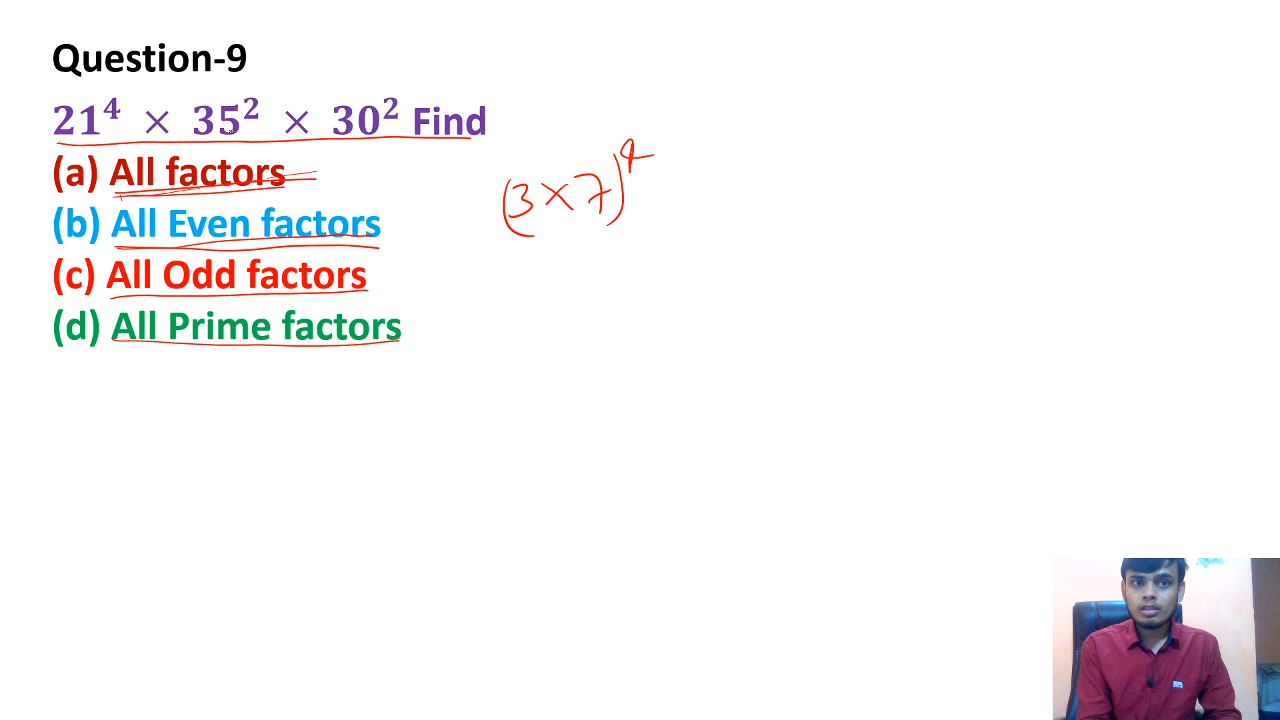 Question-9
21⁴ × 35² × 30² Find
(a) All factors
(3×7)⁴
(b) All Even factors
(c) All Odd factors
(d) All Prime factors